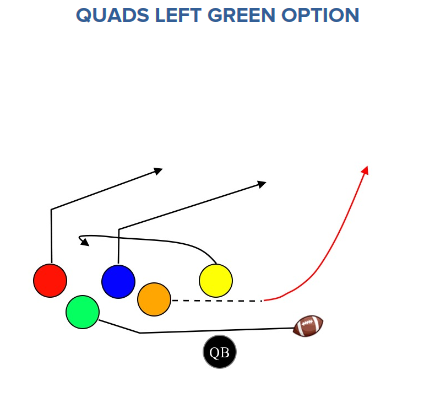 QUADS LEFT GREEN OPTION
QB